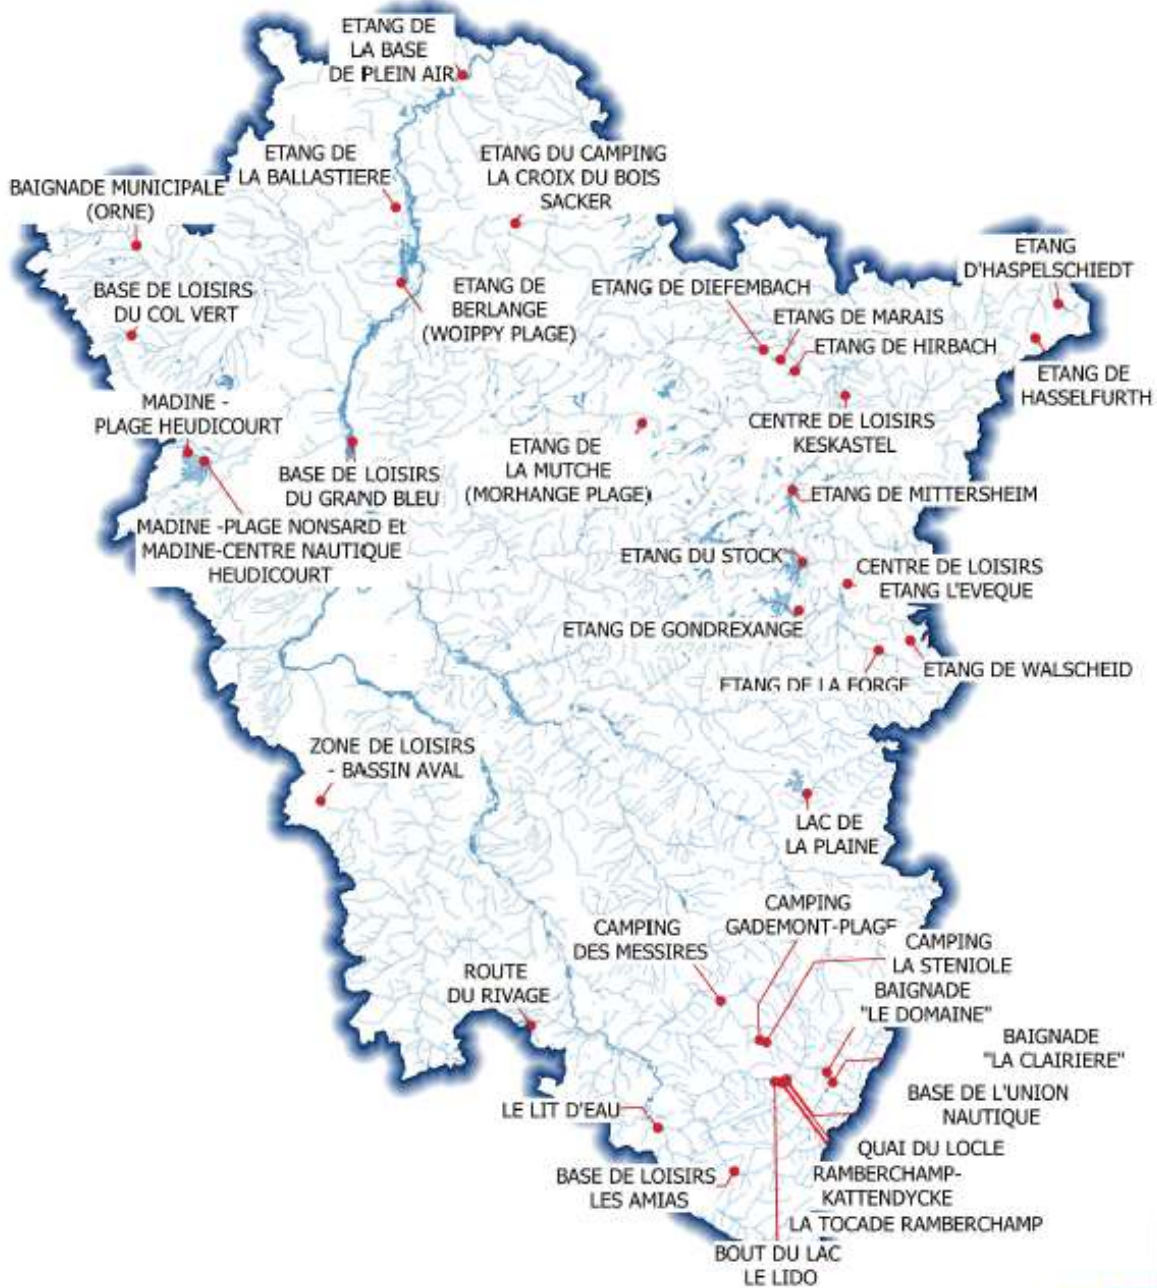 ETANG DE
LA BASE
DE PLEIN AIR
ETANG DE
LA BALLASTIERE
ETANG DU CAMPING
LA CROIX DU BOIS
SACKER
BAIGNADE MUNICIPALE
(ORNE)
ETANG
D'HASPELSCHIEDT
BASE DE LOISIRS
DU COL VERT
ETANG DE
BERLANGE
(WOIPPY PLAGE)
ETANG DE DIEFEMBACH
ETANG DE MARAIS
ETANG DE HIRBACH
ETANG DE
HASSELFURTH
MADINE -
PLAGE HEUDICOURT
CENTRE DE LOISIRS
KESKASTEL
BASE DE LOISIRS
DU GRAND BLEU
ETANG DE
LA MUTCHE
(MORHANGE PLAGE)
ETANG DE MITTERSHEIM
MADINE -PLAGE NONSARD Et
MADINE-CENTRE NAUTIQUE
HEUDICOURT
ETANG DU STOCK
CENTRE DE LOISIRS
ETANG L'EVEQUE
ETANG DE GONDREXANGE
ETANG DE WALSCHEID
ETANG DE LA FORGE
ZONE DE LOISIRS
- BASSIN AVAL
LAC DE
LA PLAINE
CAMPING
GADEMONT-PLAGE
CAMPING
DES MESSIRES
CAMPING
LA STENIOLE
ROUTE
DU RIVAGE
BAIGNADE
"LE DOMAINE"
BAIGNADE
"LA CLAIRIERE"
BASE DE L'UNION
NAUTIQUE
LE LIT D'EAU
QUAI DU LOCLE
BASE DE LOISIRS
LES AMIAS
RAMBERCHAMP-
KATTENDYCKE
LA TOCADE RAMBERCHAMP
BOUT DU LAC
LE LIDO